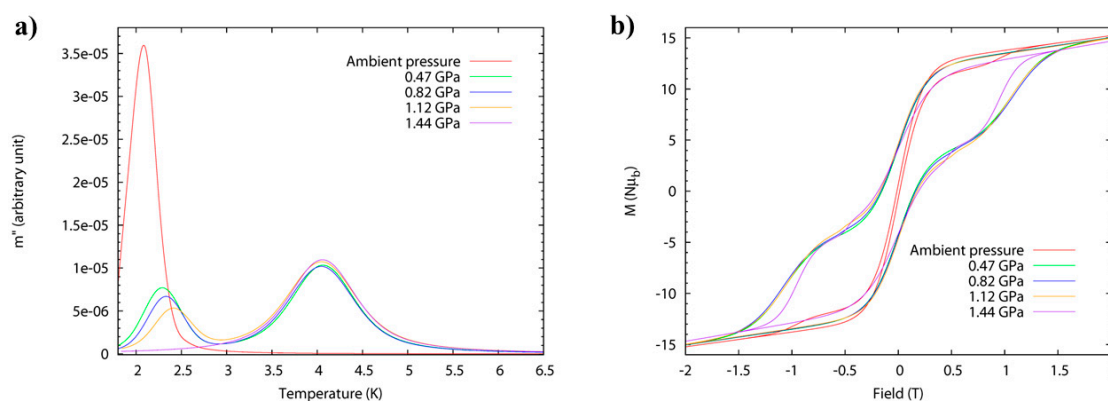 a)
3.5e-05
3e-05
2.5e-05
2e-05
1.5e-05
1e-05
5e-06
0
m" (arbitrary unit)
Ambient pressure
0.47 GPa
0.82 GPa
1.12 GPa
1.44 GPa
2 2.5 3 3.5 4 4.5 5 5.5 6 6.5
Temperature (K)
b)
15
10
5
0
-5
-10
-15
M (Nμb)
Ambient pressure
0.47 GPa
0.82 GPa
1.12 GPa
1.44 GPa
-2 -1.5 -1 -0.5 0 0.5 1 1.5
Field (T)